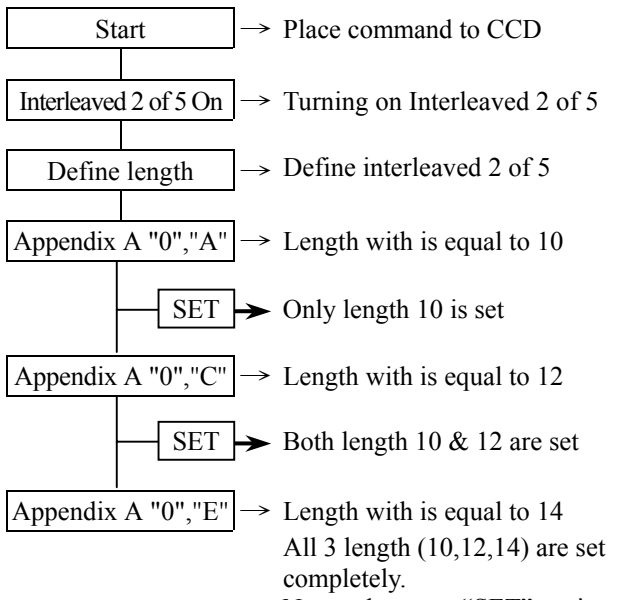 Start → Place command to CCD
Interleaved 2 of 5 On → Turning on Interleaved 2 of 5
Define length → Define interleaved 2 of 5
Appendix A "0","A" → Length with is equal to 10
SET → Only length 10 is set
Appendix A "0","C" → Length with is equal to 12
SET → Both length 10 & 12 are set
Appendix A "0","E" → Length with is equal to 14
All 3 length (10,12,14) are set
completely.